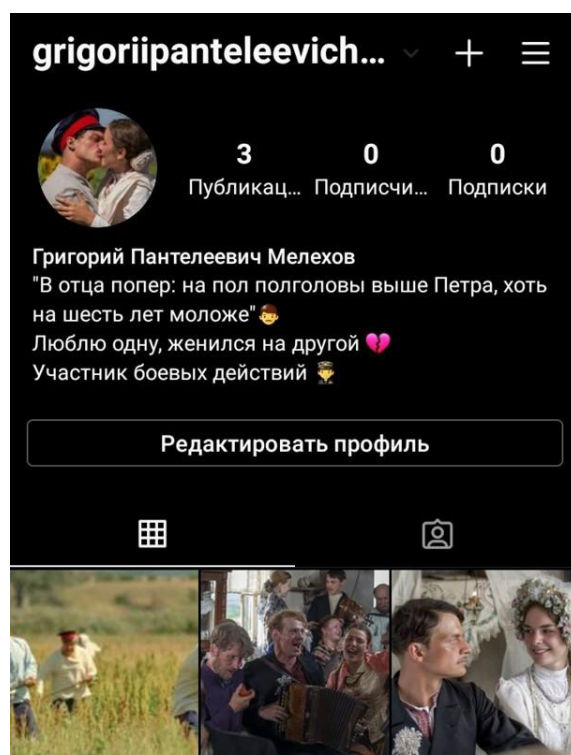 grigoriipanteleevich...
3 0 0
Публикац... Подписчи... Подписки
Григорий Пантелеевич Мелехов
"В отца попер: на пол полголовы выше Петра, хоть
на шесть лет моложе"👦
Люблю одну, женился на другой 💔
Участник боевых действий 👨‍✈️
Редактировать профиль